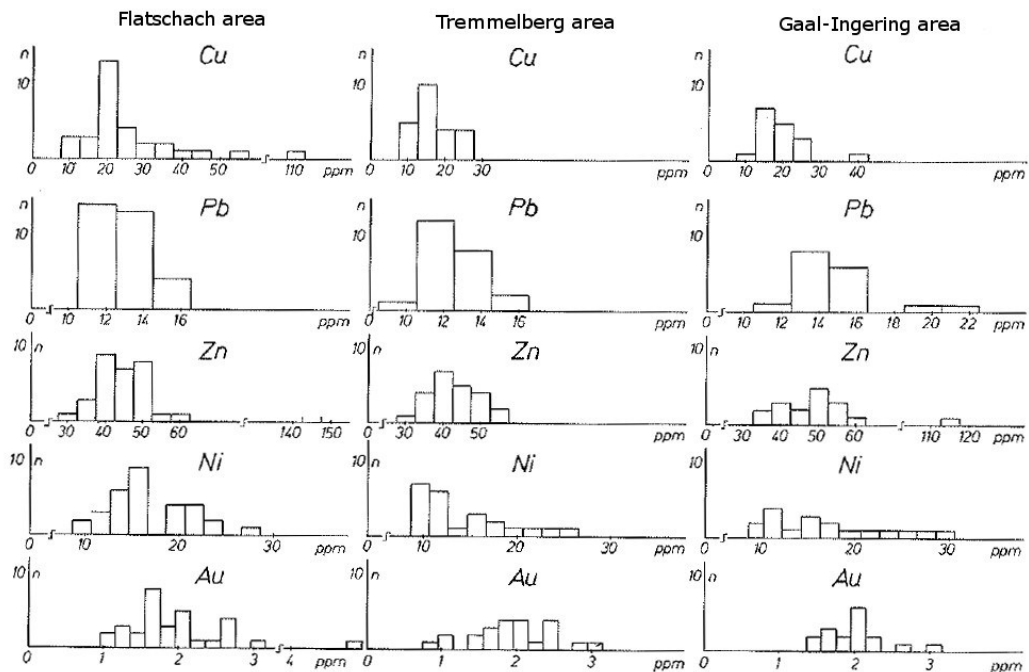 Flatschach area Tremmelberg area Gaal-Ingering area
n Cu n Cu n Cu
10 10 10
0 10 20 30 40 50 110 ppm 0 10 20 30 ppm 0 10 20 40 ppm
n Pb n Pb n Pb
10 10 10
0 10 12 14 16 ppm 0 10 12 14 16 ppm 0 10 12 14 16 18 20 22 ppm
n Zn n Zn n Zn
10 10 10
0 30 40 50 60 140 150 ppm 0 30 40 50 ppm 0 30 40 50 60 110 120 ppm
10 n Ni 10 n Ni 10 n Ni
0 10 20 30 ppm 0 10 20 30 ppm 0 10 20 30 ppm
10 n Au 10 n Au 10 n Au
0 1 2 3 4 ppm 0 1 2 3 ppm 0 1 2 3 ppm